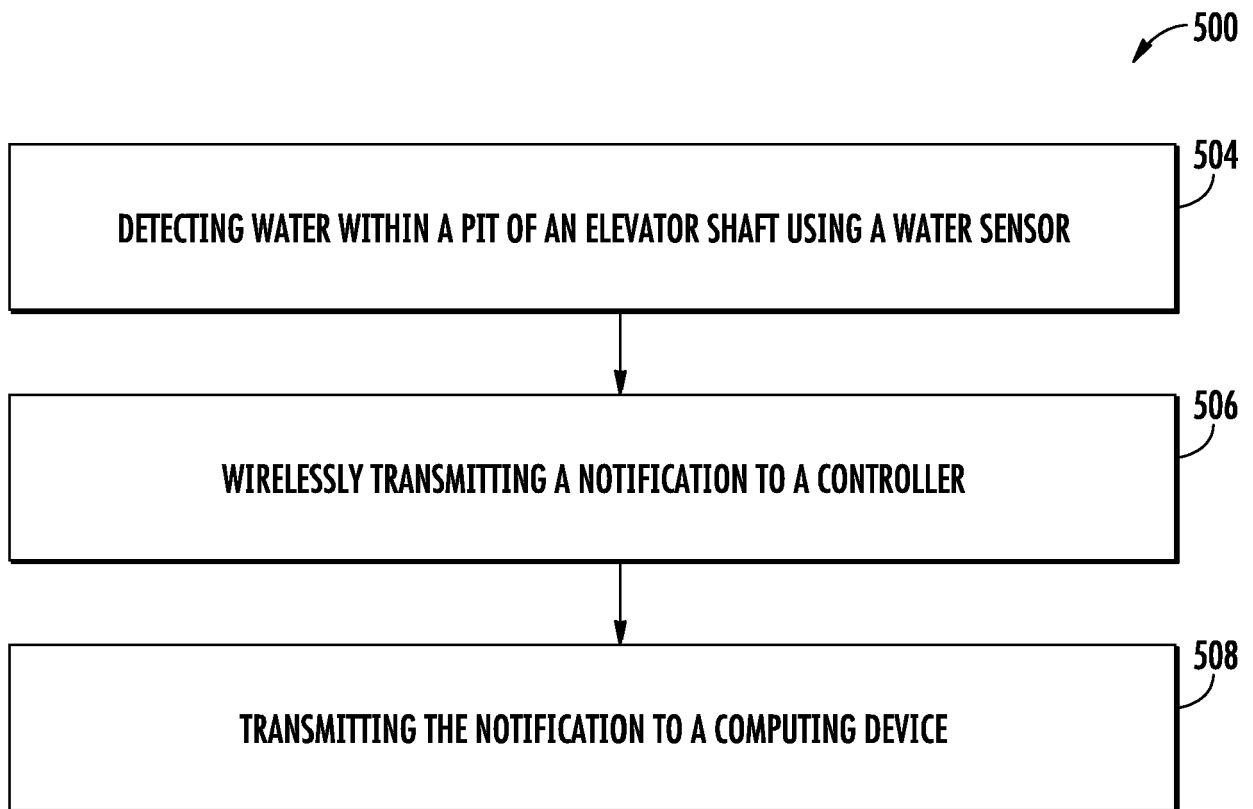 500
504
DETECTING WATER WITHIN A PIT OF AN ELEVATOR SHAFT USING A WATER SENSOR
506
WIRELESSLY TRANSMITTING A NOTIFICATION TO A CONTROLLER
508
TRANSMITTING THE NOTIFICATION TO A COMPUTING DEVICE